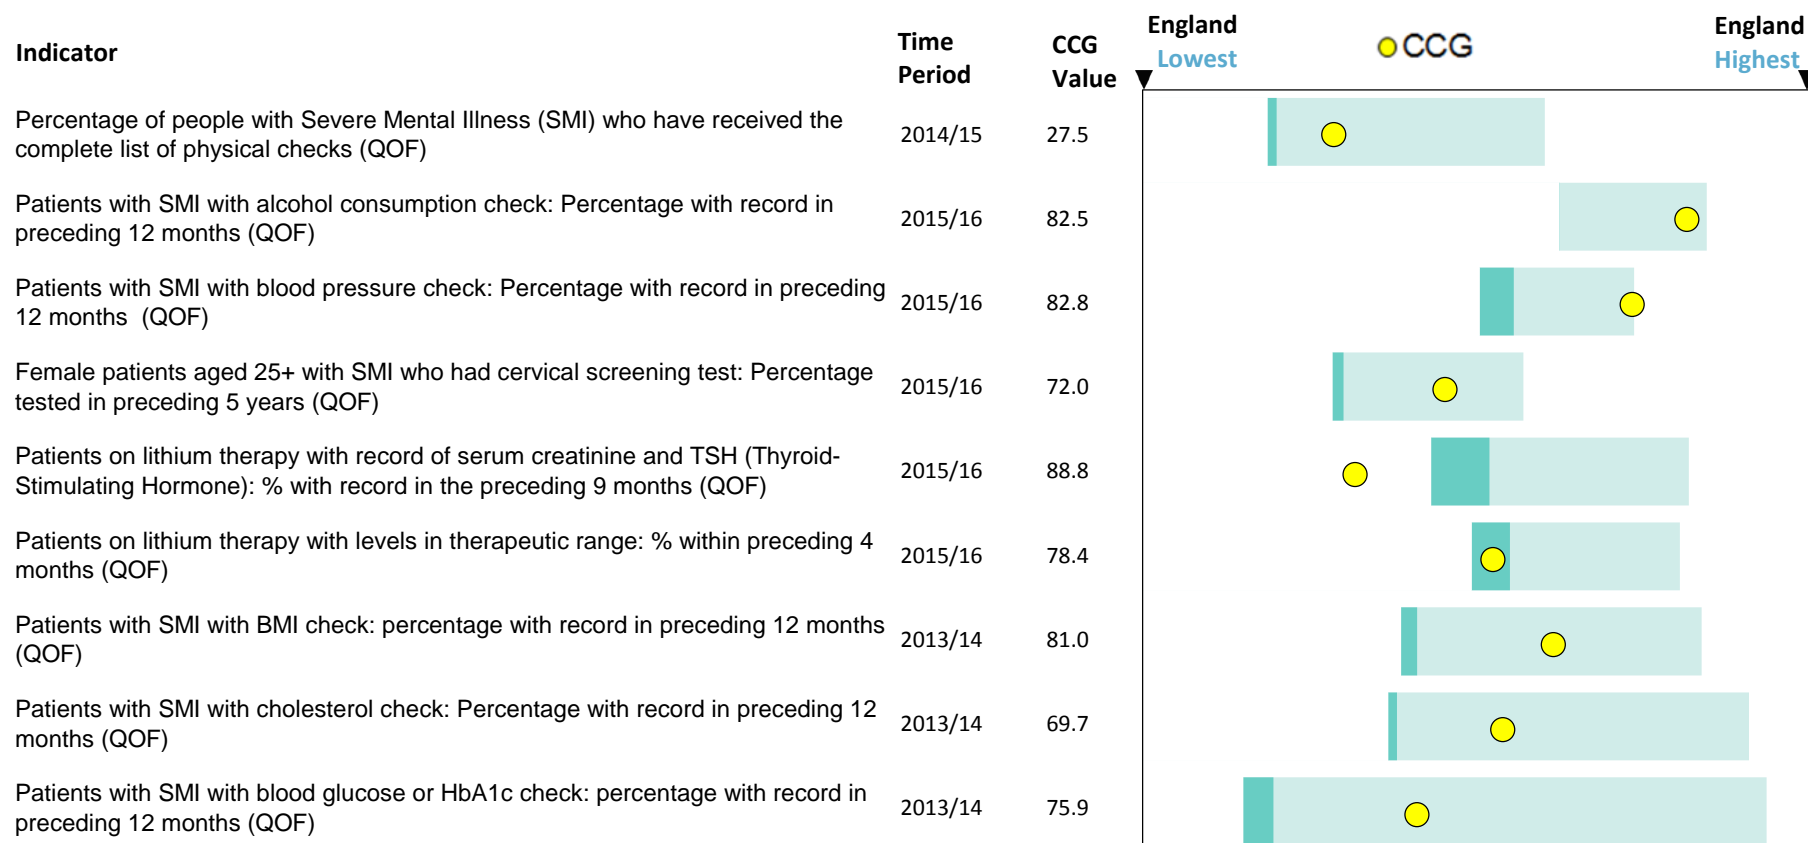 Indicator
Time
Period
CCG
Value
England
Lowest
CCG
England
Highest
Percentage of people with Severe Mental Illness (SMI) who have received the
complete list of physical checks (QOF)
2014/15
27.5
Patients with SMI with alcohol consumption check: Percentage with record in
preceding 12 months (QOF)
2015/16
82.5
Patients with SMI with blood pressure check: Percentage with record in preceding
12 months  (QOF)
2015/16
82.8
Female patients aged 25+ with SMI who had cervical screening test: Percentage
tested in preceding 5 years (QOF)
2015/16
72.0
Patients on lithium therapy with record of serum creatinine and TSH (Thyroid-
Stimulating Hormone): % with record in the preceding 9 months (QOF)
2015/16
88.8
Patients on lithium therapy with levels in therapeutic range: % within preceding 4
months (QOF)
2015/16
78.4
Patients with SMI with BMI check: percentage with record in preceding 12 months
(QOF)
2013/14
81.0
Patients with SMI with cholesterol check: Percentage with record in preceding 12
months (QOF)
2013/14
69.7
Patients with SMI with blood glucose or HbA1c check: percentage with record in
preceding 12 months (QOF)
2013/14
75.9